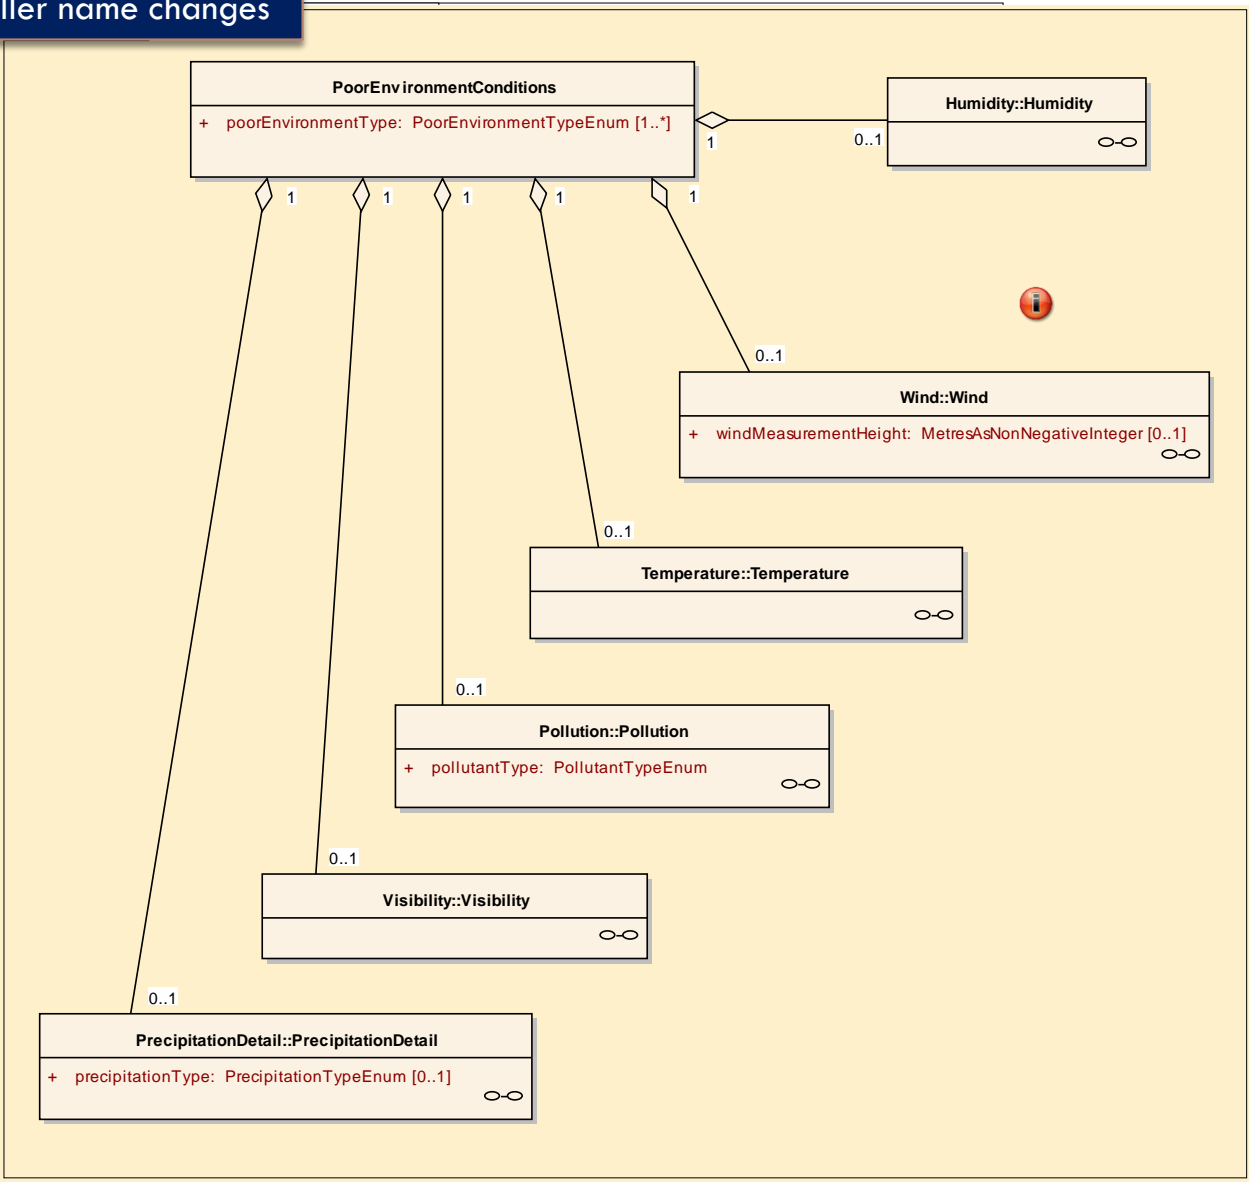 ller name changes
PoorEnvironmentConditions
+ poorEnvironmentType: PoorEnvironmentTypeEnum [1..*]
Humidity::Humidity
1
0..1
1
1
1
1
1
0..1
Wind::Wind
+ windMeasurementHeight: MetresAsNonNegativeInteger [0..1]
0..1
Temperature::Temperature
0..1
Pollution::Pollution
+ pollutantType: PollutantTypeEnum
0..1
Visibility::Visibility
0..1
PrecipitationDetail::PrecipitationDetail
+ precipitationType: PrecipitationTypeEnum [0..1]